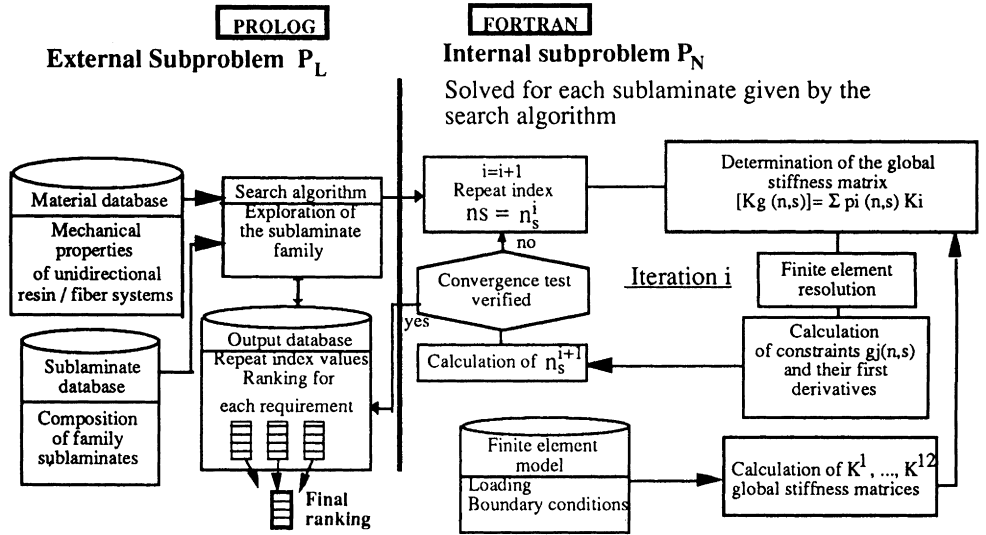 PROLOG
External Subproblem P_L
Material database
Mechanical
properties
of unidirectional
resin / fiber systems
Search algorithm
Exploration of
the sublaminate
family
Sublaminate
database
Composition
of family
sublaminates
Output database
Repeat index values
Ranking for
each requirement
Final
ranking
FORTRAN
Internal subproblem P_N
Solved for each sublaminate given by the
search algorithm
i=i+1
Repeat index
ns = n_s^i
no
Convergence test
verified
yes
Calculation of n_s^{i+1}
Iteration i
Determination of the global
stiffness matrix
[Kg (n,s)]= Σ pi (n,s) Ki
Finite element
resolution
Calculation
of constraints gj(n,s)
and their first
derivatives
Finite element
model
Loading
Boundary conditions
Calculation of K^1, ..., K^12
global stiffness matrices